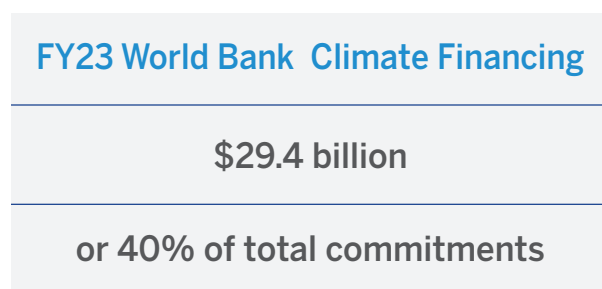 FY23 World Bank Climate Financing
$29.4 billion
or 40% of total commitments